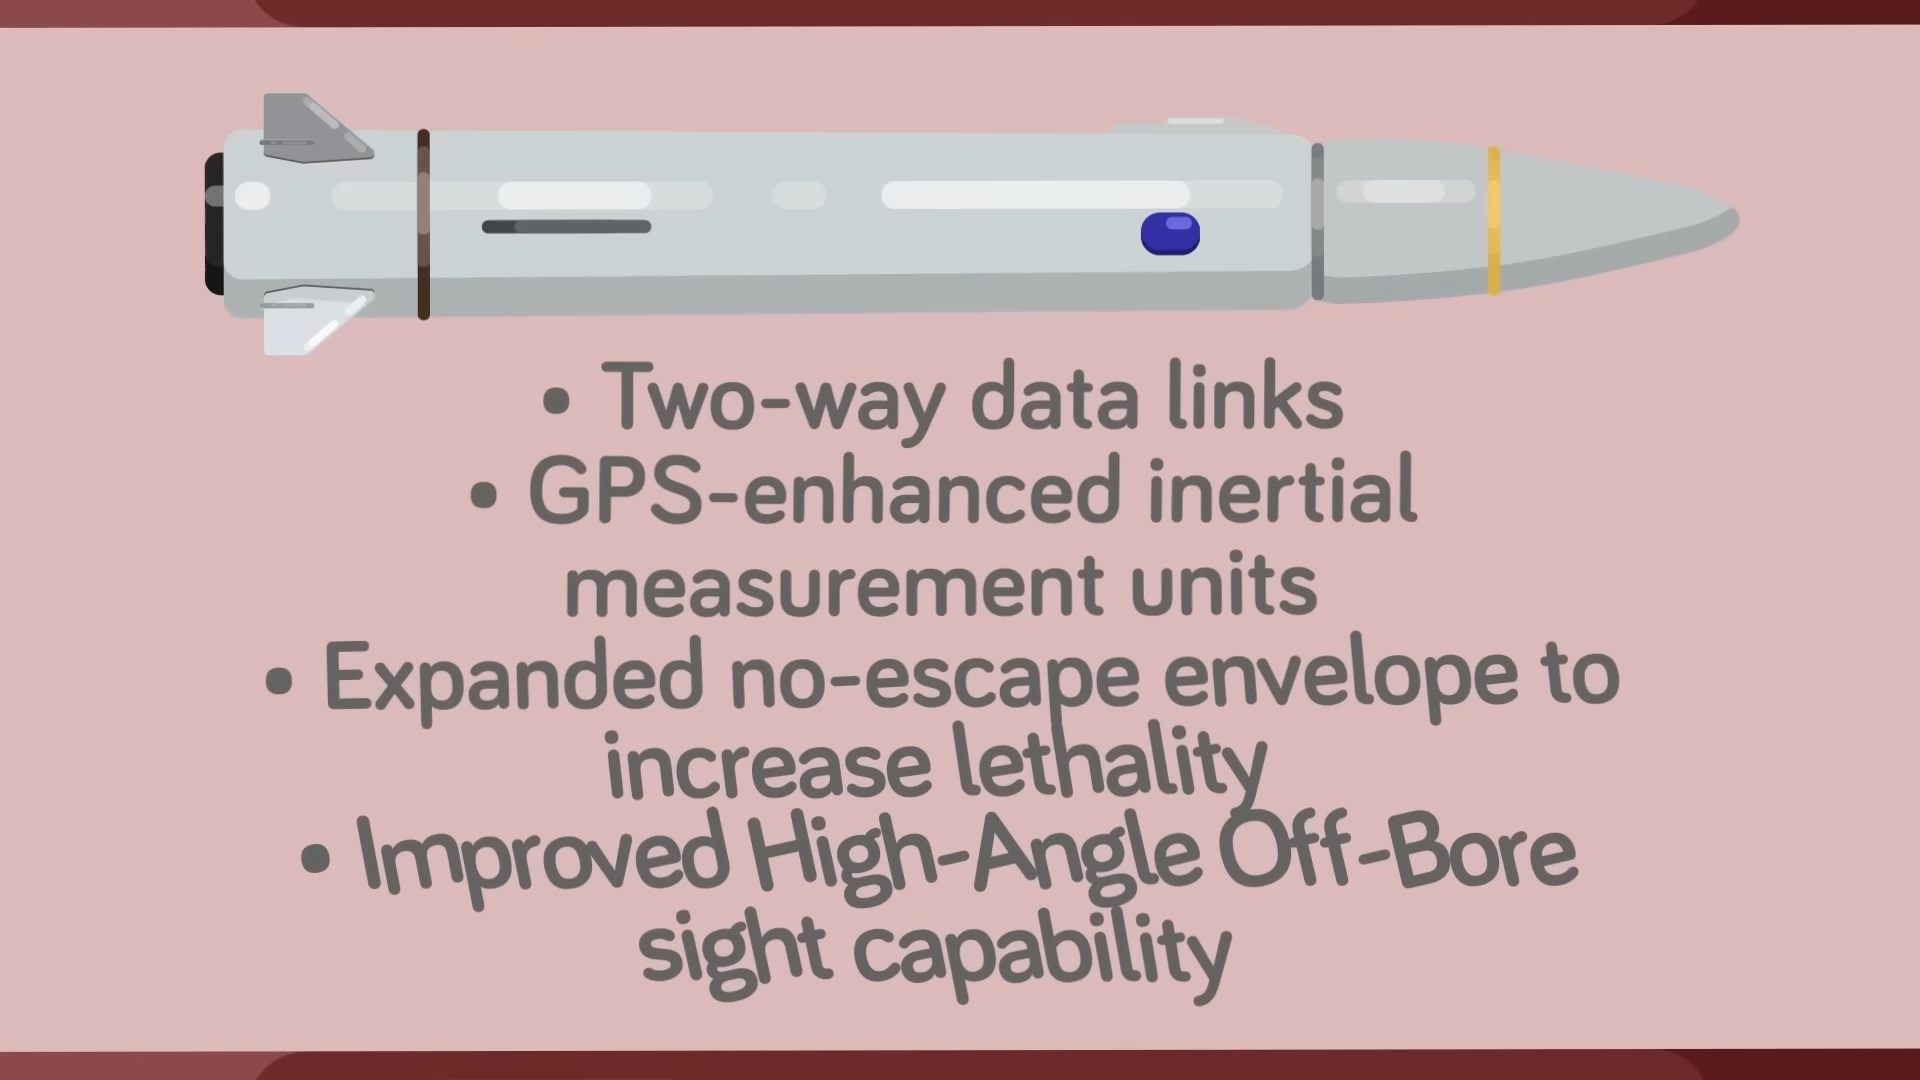 • Two-way data links
• GPS-enhanced inertial
measurement units
• Expanded no-escape envelope to
increase lethality
• Improved High-Angle Off-Bore
sight capability